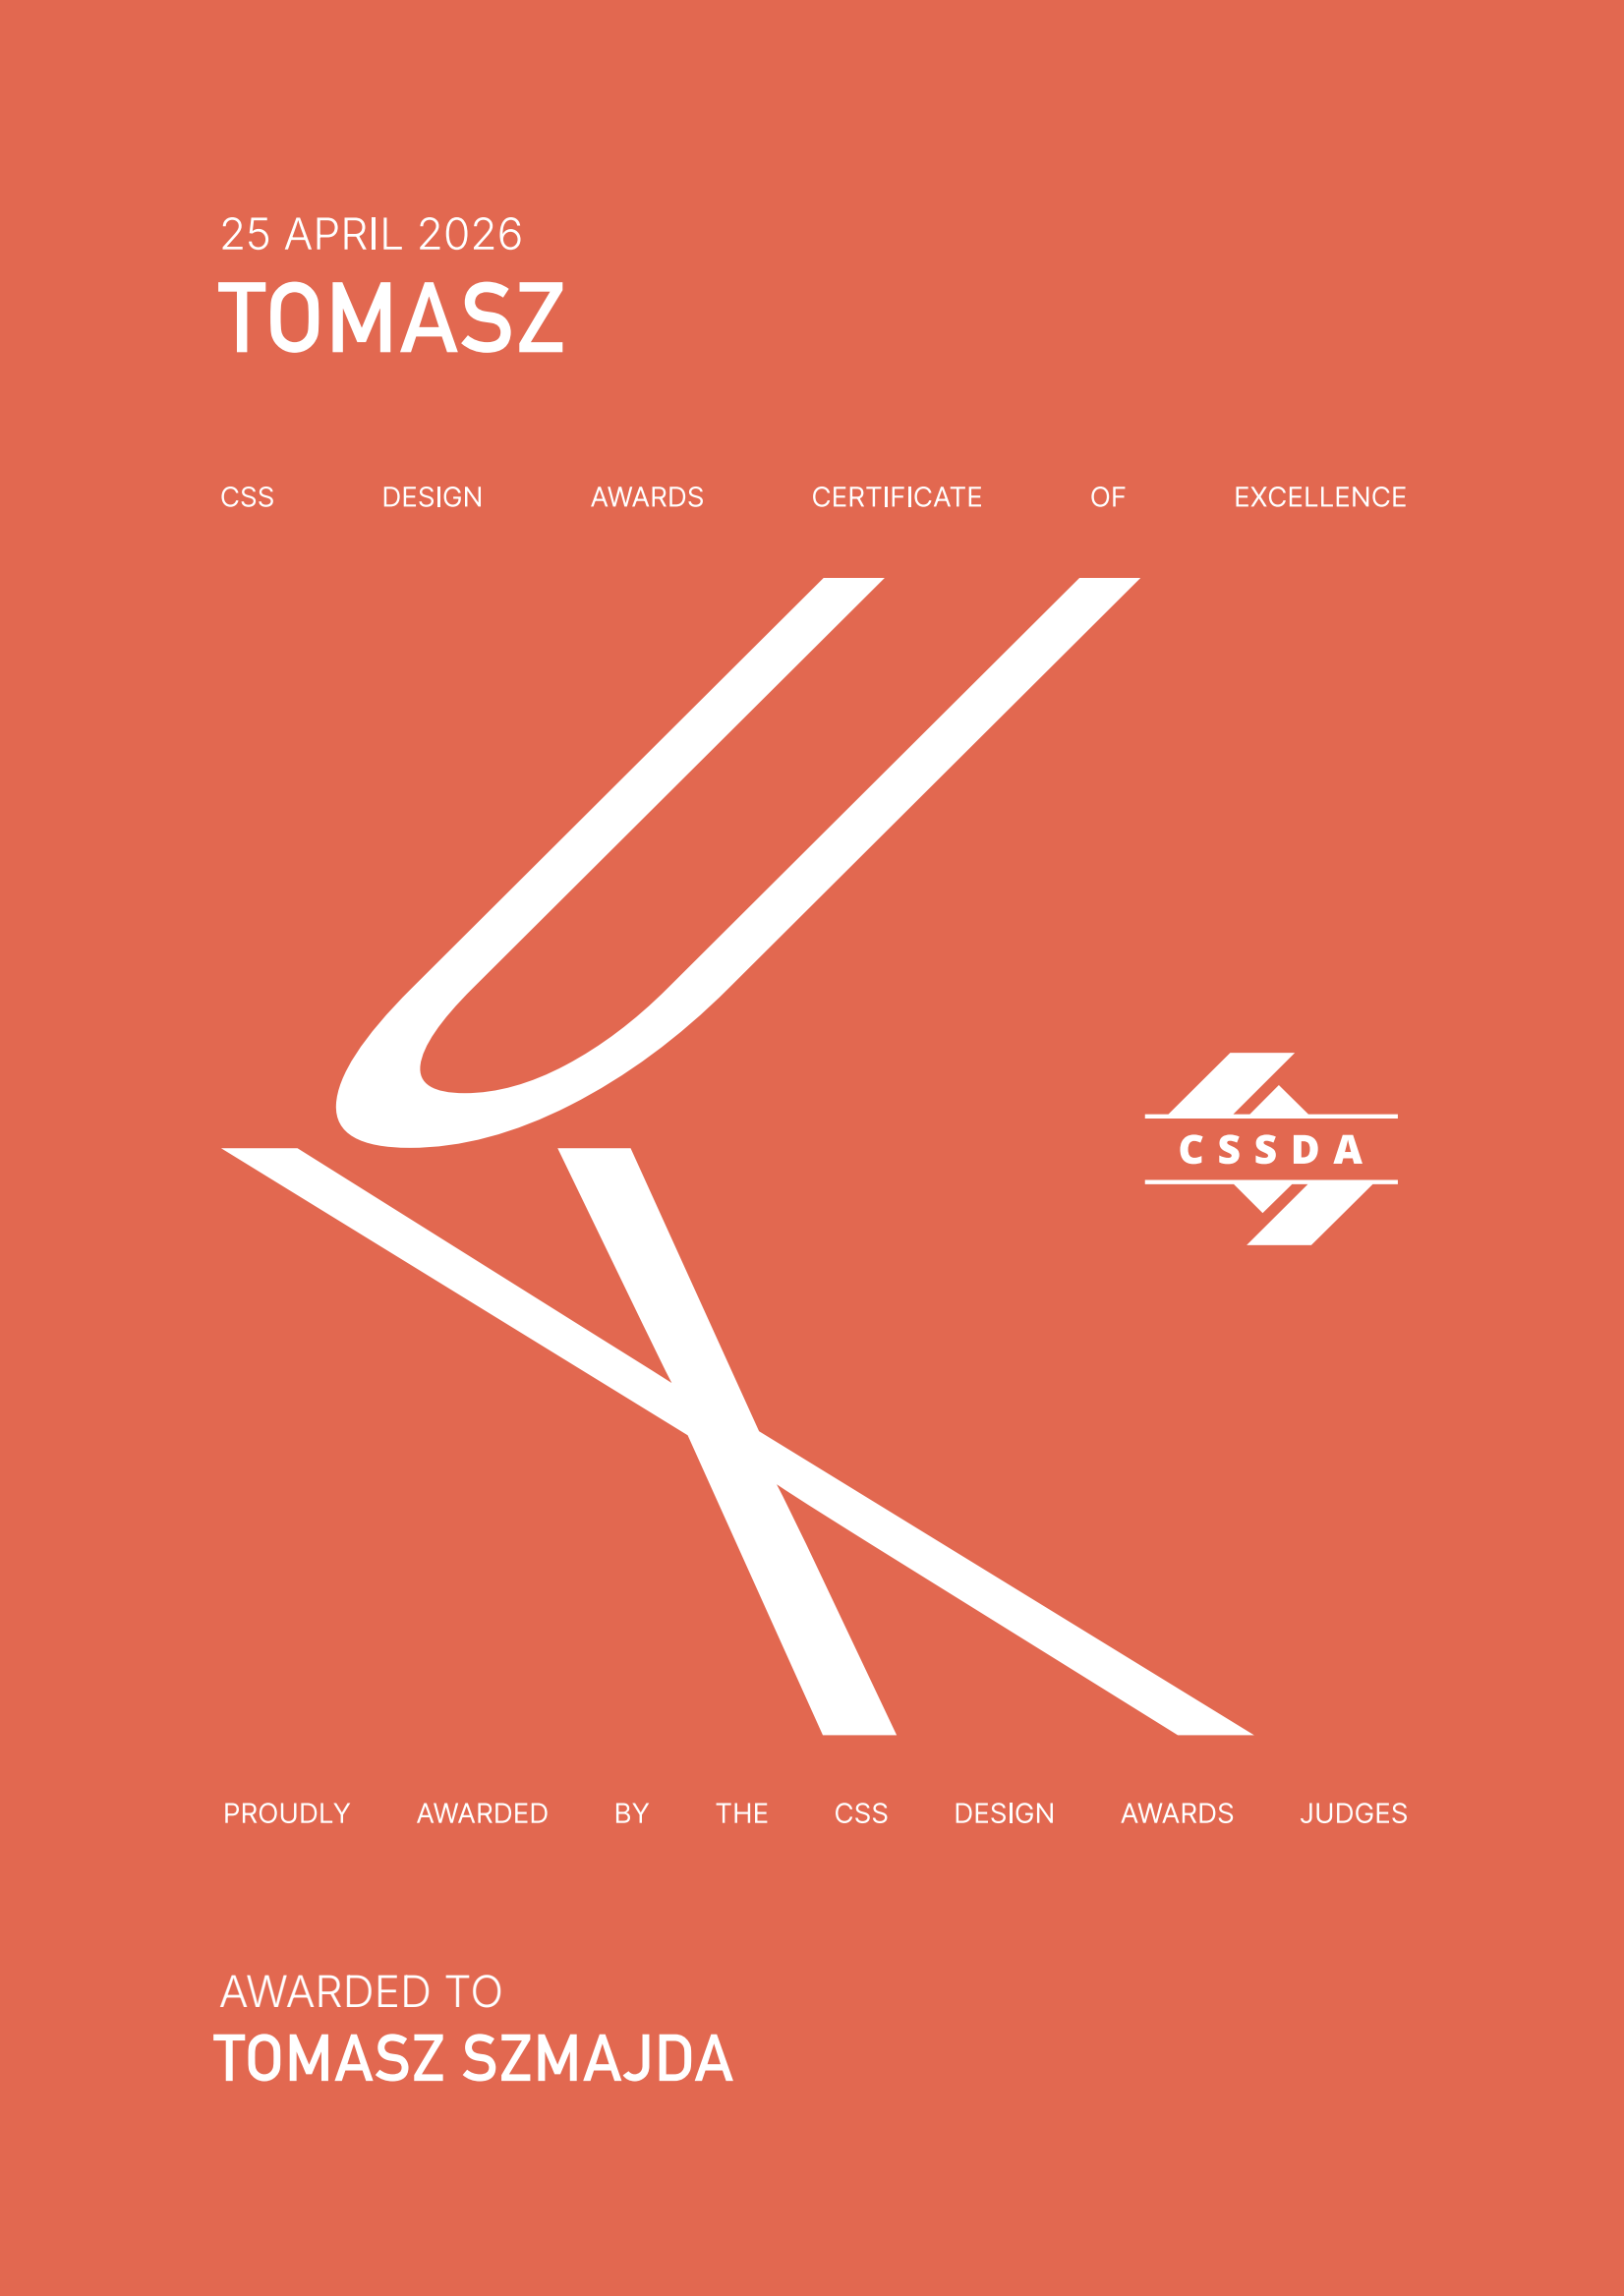 25 APRIL 2026
TOMASZ
CSS DESIGN AWARDS CERTIFICATE OF EXCELLENCE
UX
CSSDA
PROUDLY AWARDED BY THE CSS DESIGN AWARDS JUDGES
AWARDED TO
TOMASZ SZMAJDA